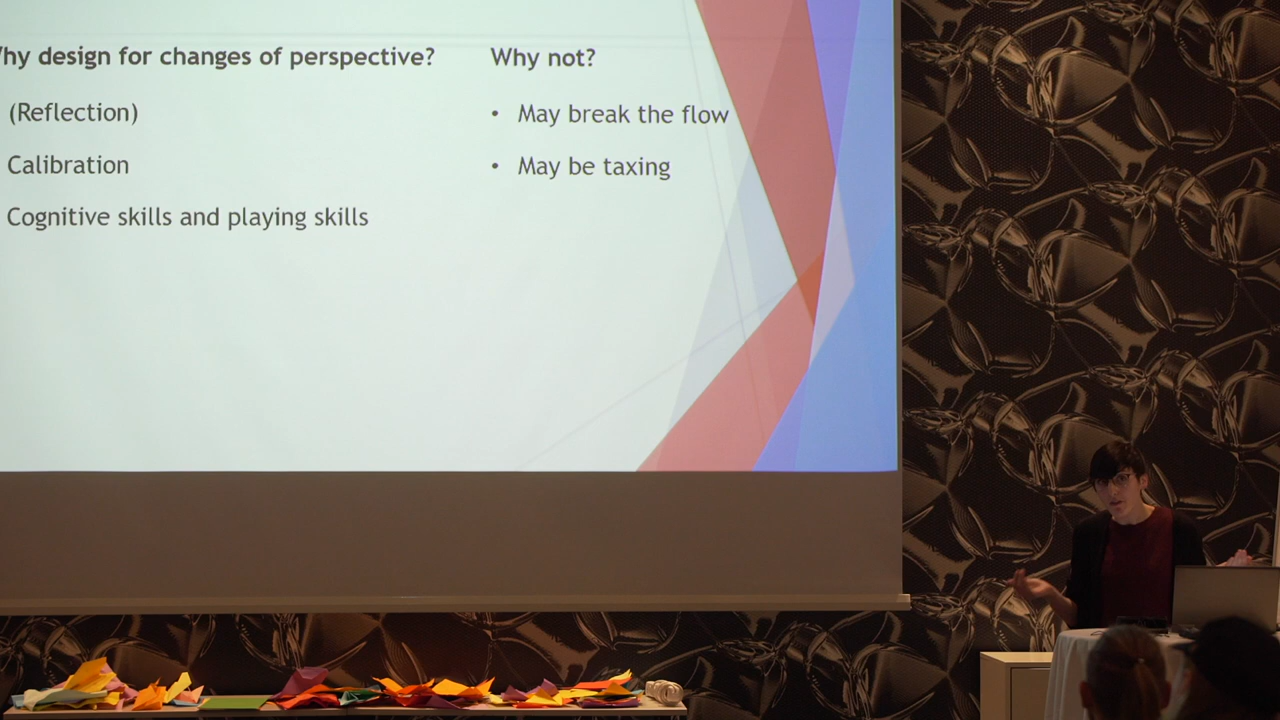 hy design for changes of perspective?
(Reflection)
Calibration
Cognitive skills and playing skills
Why not?
• May break the flow
• May be taxing